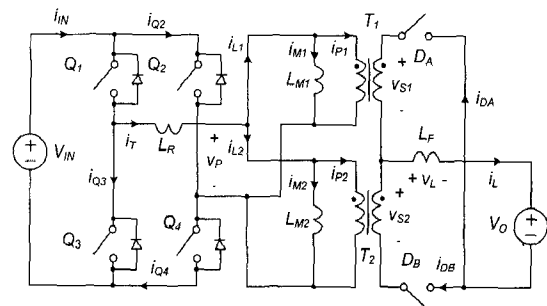 i_IN
i_Q2
Q_1
Q_2
i_L1
i_M1
i_P1
T_1
D_A
L_M1
+
v_S1
-
i_T
L_R
+
v_P
-
i_L2
i_DA
V_IN
+
-
i_Q3
i_M2
i_P2
L_F
+ v_L -
i_L
L_M2
+
v_S2
-
V_O
+
-
Q_3
Q_4
i_Q4
T_2
D_B
i_DB